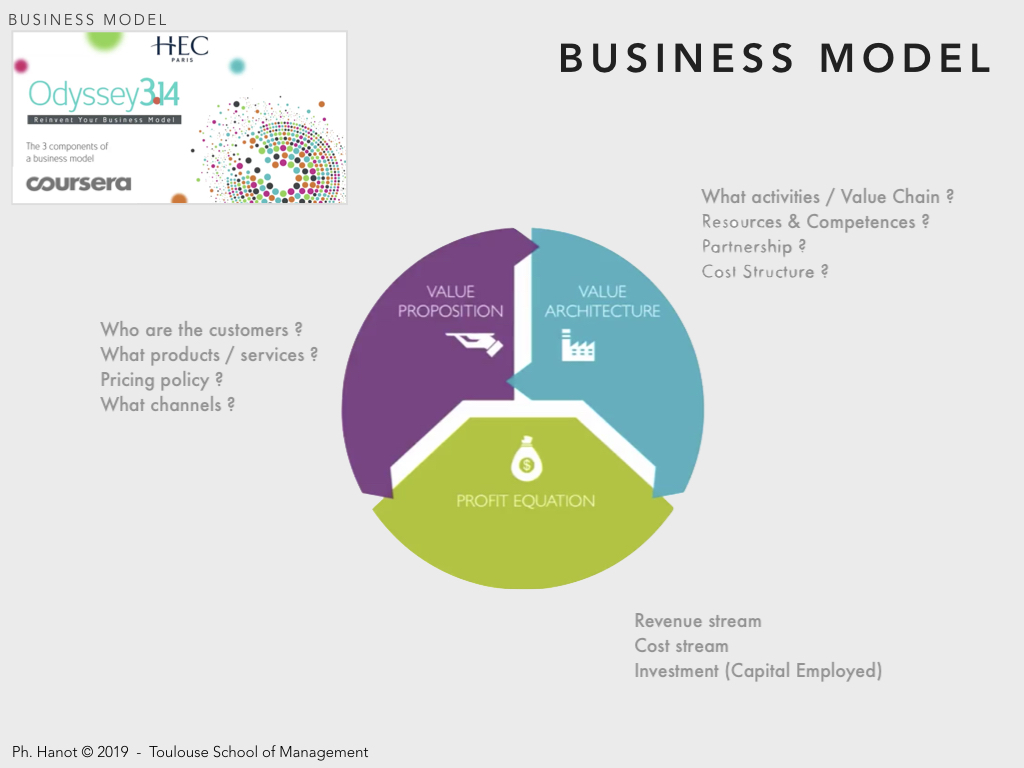 BUSINESS MODEL
HEC
PARIS
Odyssey3.14
Reinvent Your Business Model
The 3 components of
a business model
coursera
BUSINESS MODEL
What activities / Value Chain ?
Resources & Competences ?
Partnership ?
Cost Structure ?
VALUE
PROPOSITION
VALUE
ARCHITECTURE
Who are the customers ?
What products / services ?
Pricing policy ?
What channels ?
$
PROFIT EQUATION
Revenue stream
Cost stream
Investment (Capital Employed)
Ph. Hanot © 2019 - Toulouse School of Management